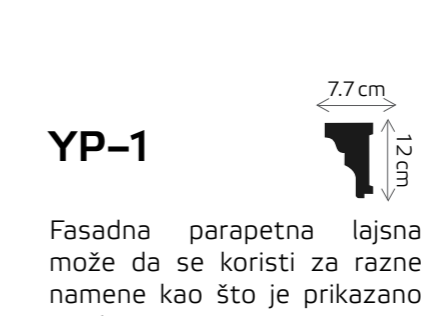 7.7 cm
YP–1
12 cm
Fasadna parapetna lajsna
može da se koristi za razne
namene kao što je prikazano